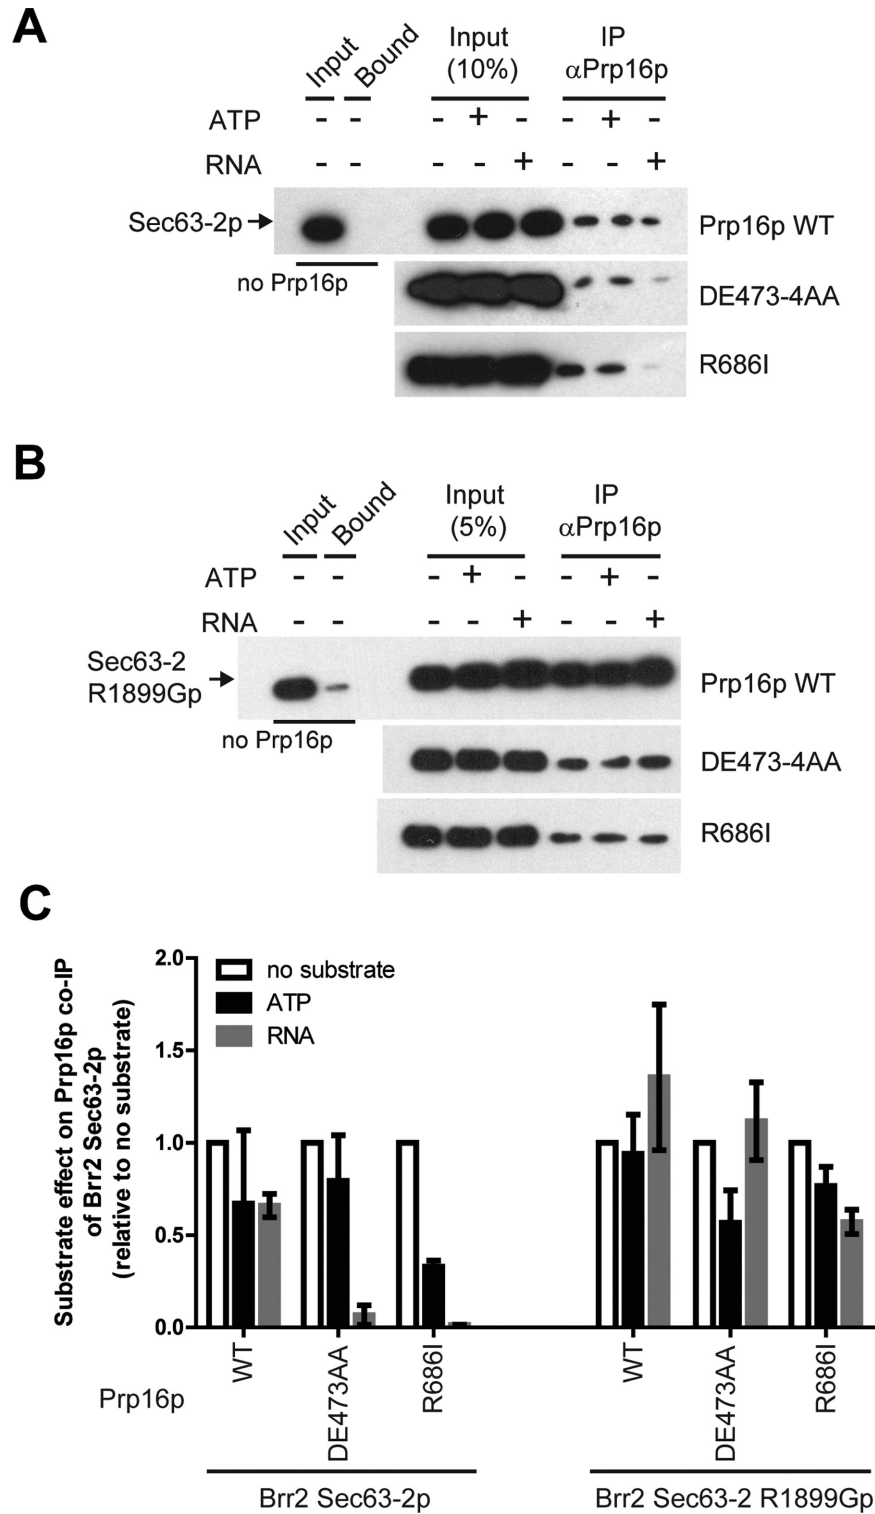 A
Input
Bound
Input
(10%)
IP
αPrp16p
ATP
- - - + - - + -
RNA
- - - - + - - +
Sec63-2p
Prp16p WT
no Prp16p
DE473-4AA
R686I
B
Input
Bound
Input
(5%)
IP
αPrp16p
ATP
- - - + - - + -
RNA
- - - - + - - +
Sec63-2
R1899Gp
Prp16p WT
no Prp16p
DE473-4AA
R686I
C
Substrate effect on Prp16p co-IP
of Brr2 Sec63-2p
(relative to no substrate)
2.0
1.5
1.0
0.5
0.0
no substrate
ATP
RNA
Prp16p
WT
DE473AA
R686I
WT
DE473AA
R686I
Brr2 Sec63-2p
Brr2 Sec63-2 R1899Gp